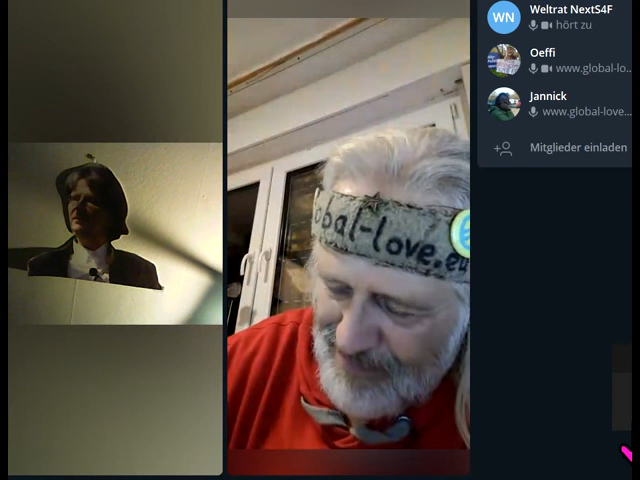 obal-love.eu
WN
Weltrat NextS4F
hört zu
Oeffi
www.global-lo...
Jannick
www.global-love...
Mitglieder einladen